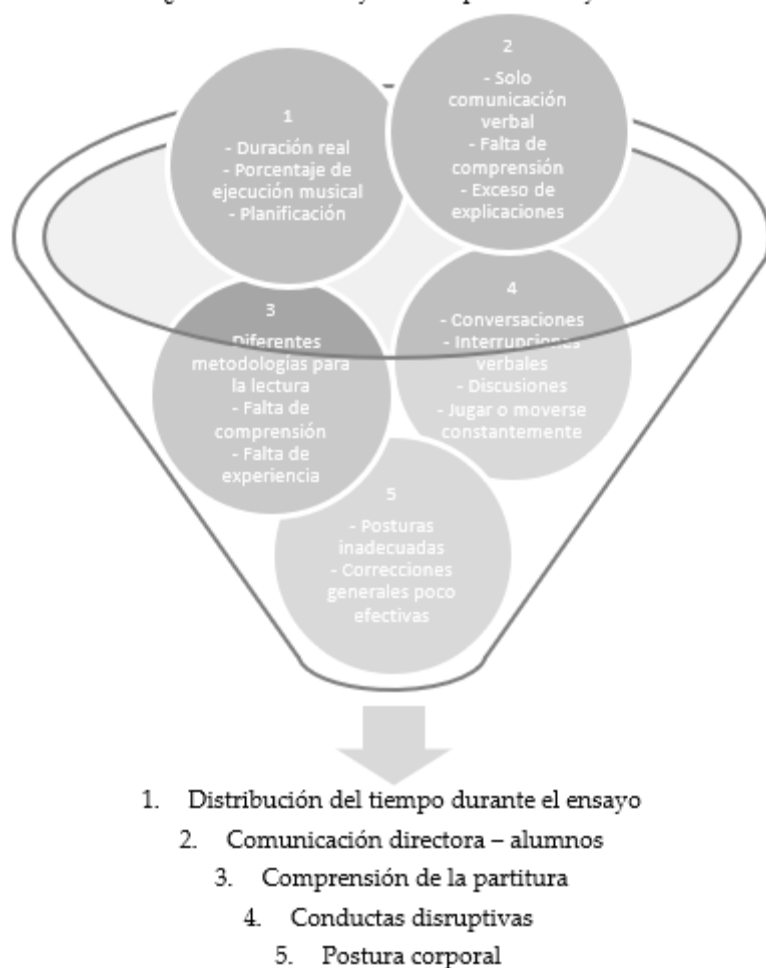 1
- Duración real
- Porcentaje de
ejecución musical
- Planificación
2
- Solo
comunicación
verbal
- Falta de
comprensión
- Exceso de
explicaciones
3
Diferentes
metodologías para
la lectura
- Falta de
comprensión
- Falta de
experiencia
4
- Conversaciones
- Interrupciones
verbales
- Discusiones
- Jugar o moverse
constantemente
5
- Posturas
inadecuadas
- Correcciones
generales poco
efectivas
1. Distribución del tiempo durante el ensayo
2. Comunicación directora – alumnos
3. Comprensión de la partitura
4. Conductas disruptivas
5. Postura corporal